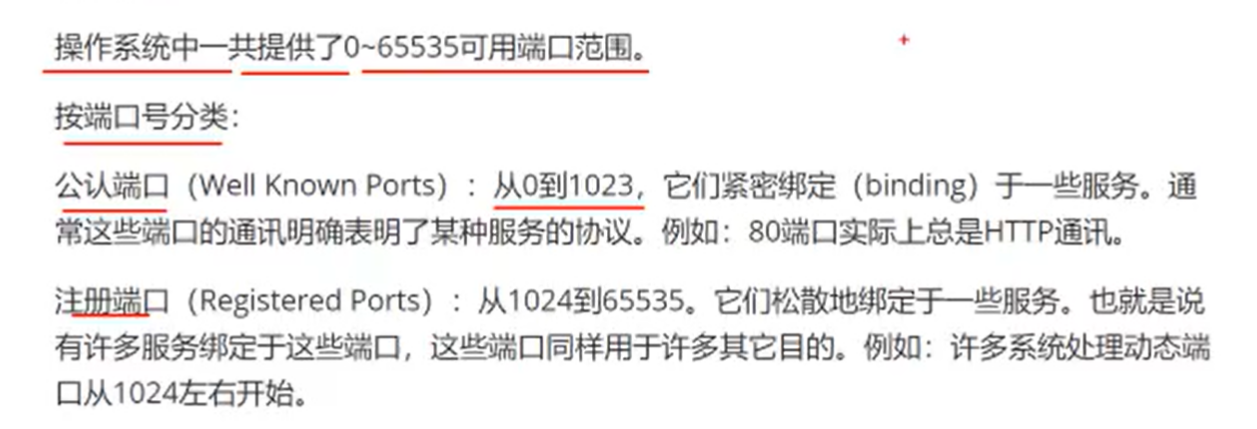 操作系统中一共提供了0~65535可用端口范围。
按端口号分类：
公认端口（Well Known Ports）：从0到1023，它们紧密绑定（binding）于一些服务。通
常这些端口的通讯明确表明了某种服务的协议。例如：80端口实际上总是HTTP通讯。
注册端口（Registered Ports）：从1024到65535。它们松散地绑定于一些服务。也就是说
有许多服务绑定于这些端口，这些端口同样用于许多其它目的。例如：许多系统处理动态端
口从1024左右开始。